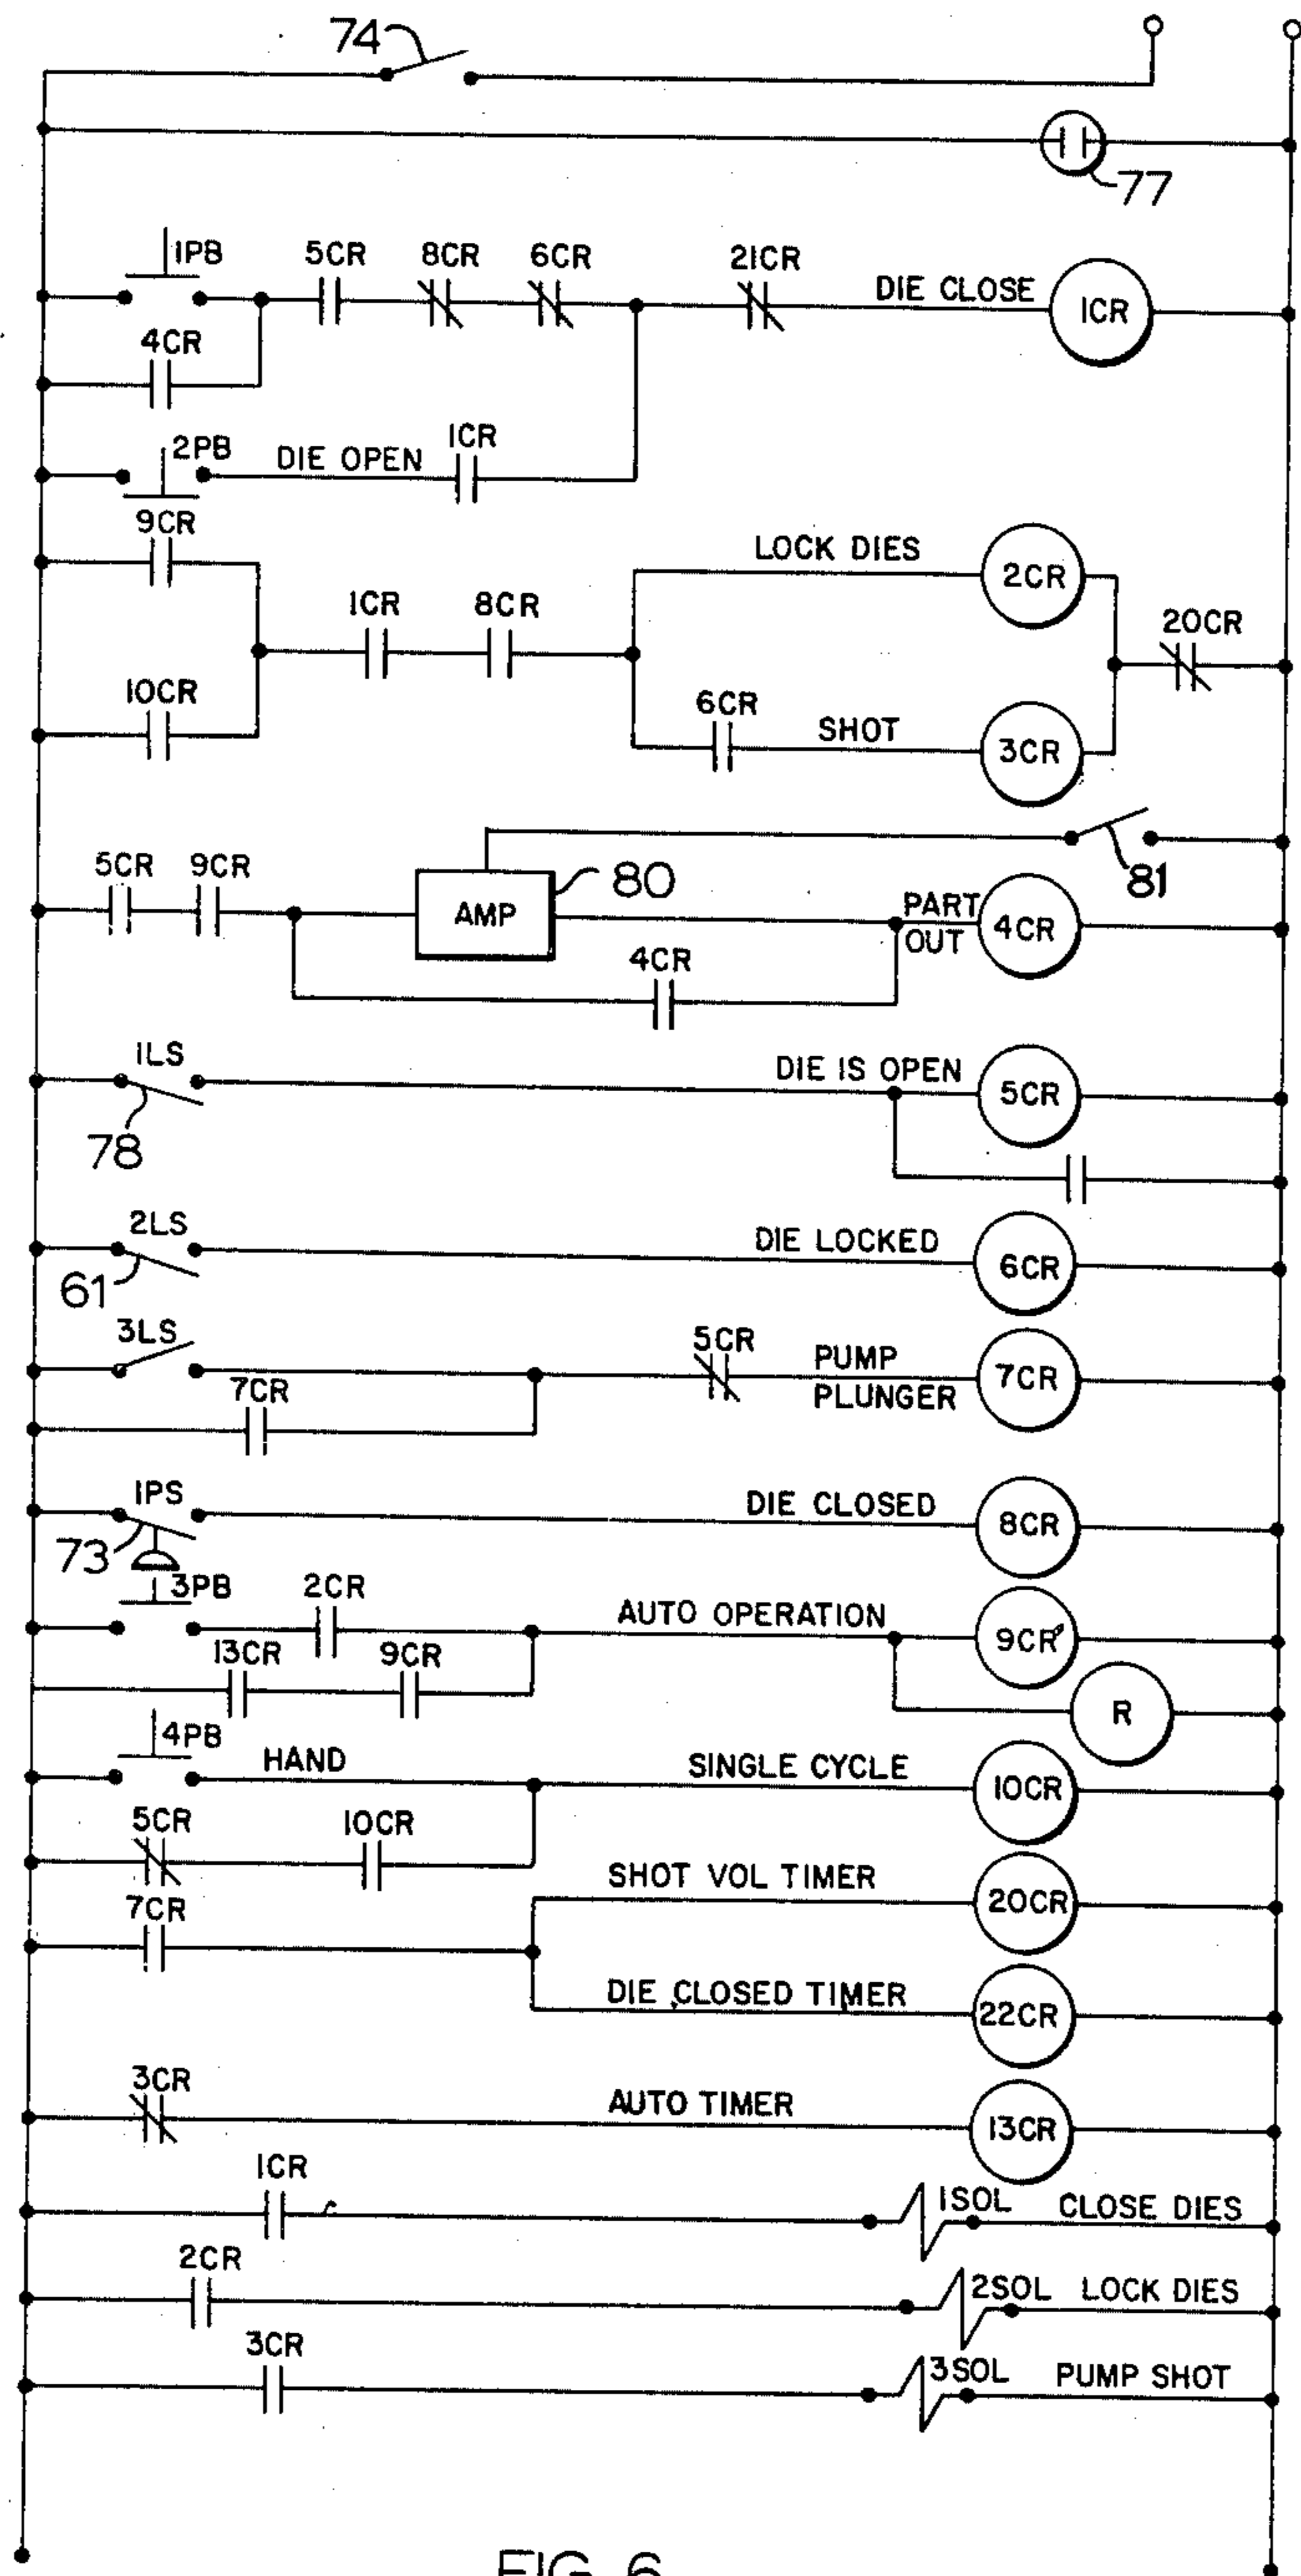 74
77
1PB 5CR 8CR 6CR 21CR DIE CLOSE 1CR
4CR
2PB DIE OPEN 1CR
9CR
LOCK DIES 2CR
1CR 8CR 20CR
10CR 6CR SHOT 3CR
81
5CR 9CR AMP 80 PART OUT 4CR
4CR
1LS DIE IS OPEN 5CR
78
2LS DIE LOCKED 6CR
61
3LS 5CR PUMP PLUNGER 7CR
7CR
1PS DIE CLOSED 8CR
73
3PB 2CR AUTO OPERATION 9CR
13CR 9CR
R
4PB HAND SINGLE CYCLE 10CR
5CR 10CR
SHOT VOL TIMER 20CR
7CR
DIE CLOSED TIMER 22CR
3CR AUTO TIMER 13CR
1CR 1SOL CLOSE DIES
2CR 2SOL LOCK DIES
3CR 3SOL PUMP SHOT
FIG. 6